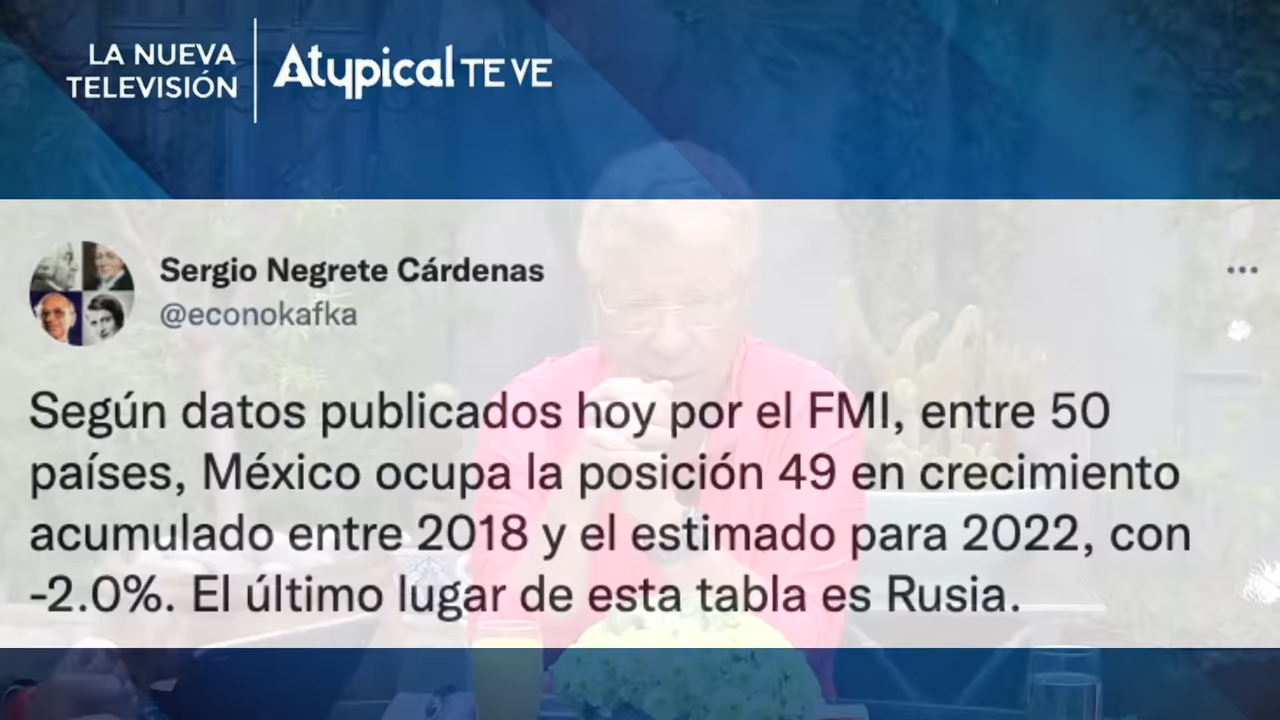 LA NUEVA
TELEVISIÓN
Atypical TE VE
Sergio Negrete Cárdenas
@econokafka
Según datos publicados hoy por el FMI, entre 50
países, México ocupa la posición 49 en crecimiento
acumulado entre 2018 y el estimado para 2022, con
-2.0%. El último lugar de esta tabla es Rusia.